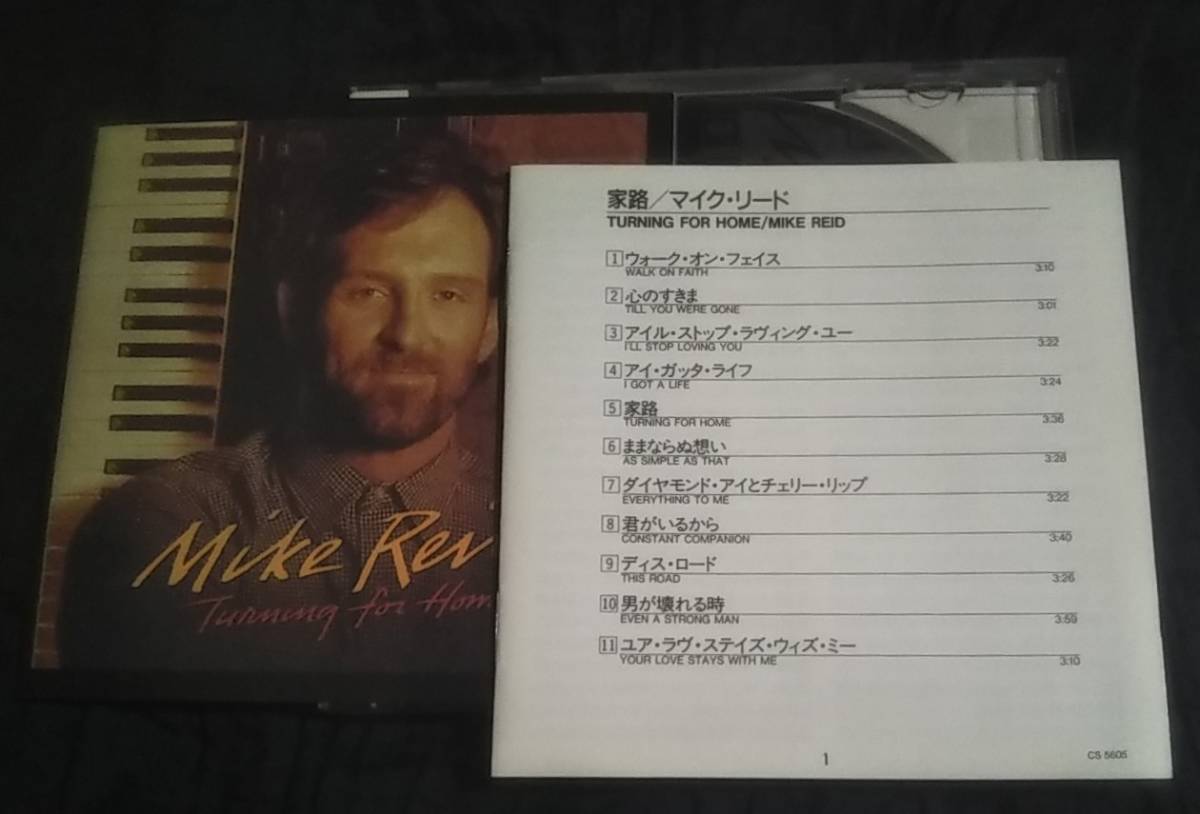 Mike Rei
Turning for Hom
家路／マイク・リード
TURNING FOR HOME/MIKE REID
1 ウォーク・オン・フェイス
WALK ON FAITH 3:10
2 心のすきま
TILL YOU WERE GONE 3:01
3 アイル・ストップ・ラヴィング・ユー
I'LL STOP LOVING YOU 3:22
4 アイ・ガッタ・ライフ
I GOT A LIFE 3:24
5 家路
TURNING FOR HOME 3:36
6 ままならぬ想い
AS SIMPLE AS THAT 3:28
7 ダイヤモンド・アイとチェリー・リップ
EVERYTHING TO ME 3:22
8 君がいるから
CONSTANT COMPANION 3:40
9 ディス・ロード
THIS ROAD 3:26
10 男が壊れる時
EVEN A STRONG MAN 3:59
11 ユア・ラヴ・ステイズ・ウィズ・ミー
YOUR LOVE STAYS WITH ME 3:10
1
CS 5605